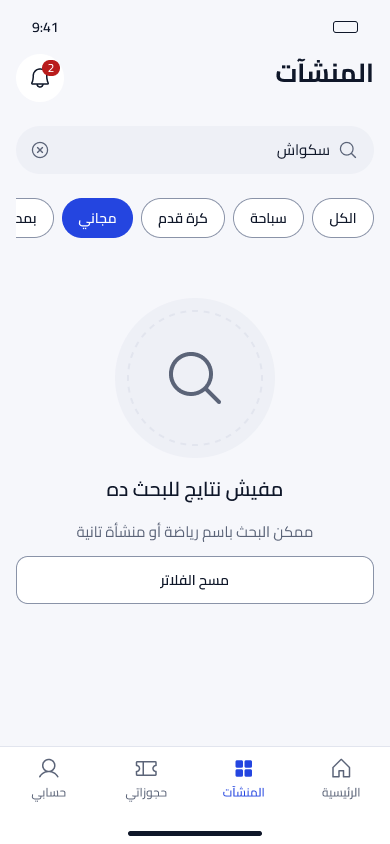 9:41
المنشآت
2
سكواش
الكل
سباحة
كرة قدم
مجاني
بمد
مفيش نتايج للبحث ده
ممكن البحث باسم رياضة أو منشأة تانية
مسح الفلاتر
الرئيسية
المنشآت
حجوزاتي
حسابي